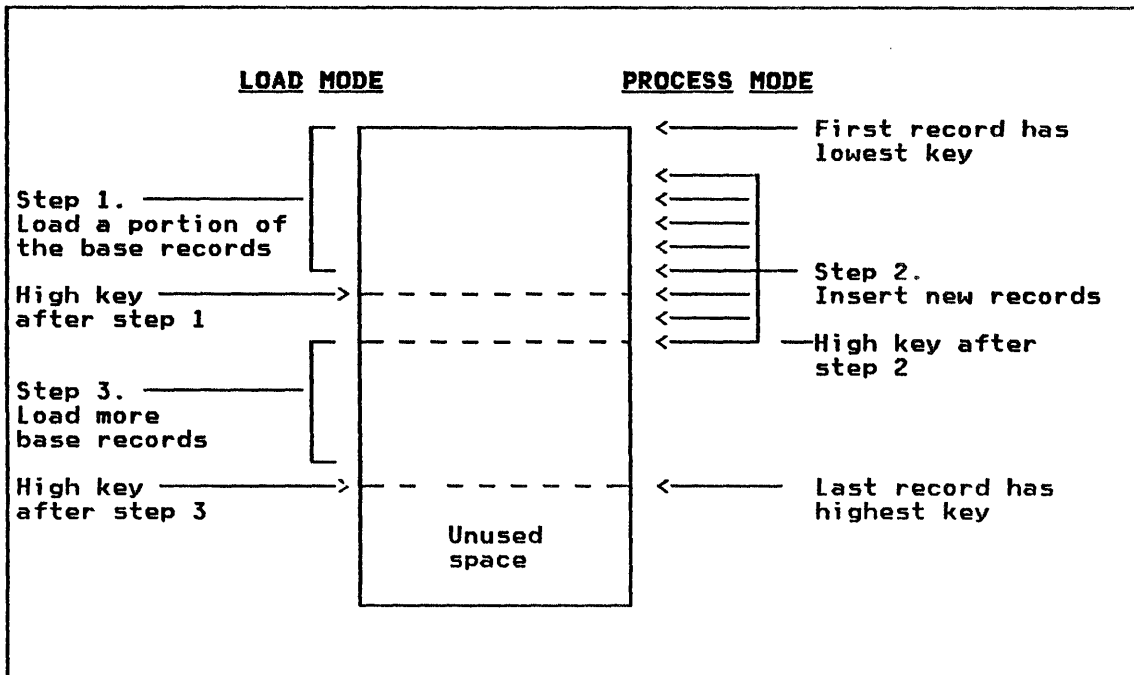 LOAD MODE
PROCESS MODE
First record has
lowest key
Step 1.
Load a portion of
the base records
Step 2.
Insert new records
High key
after step 1
High key after
step 2
Step 3.
Load more
base records
High key
after step 3
Last record has
highest key
Unused
space